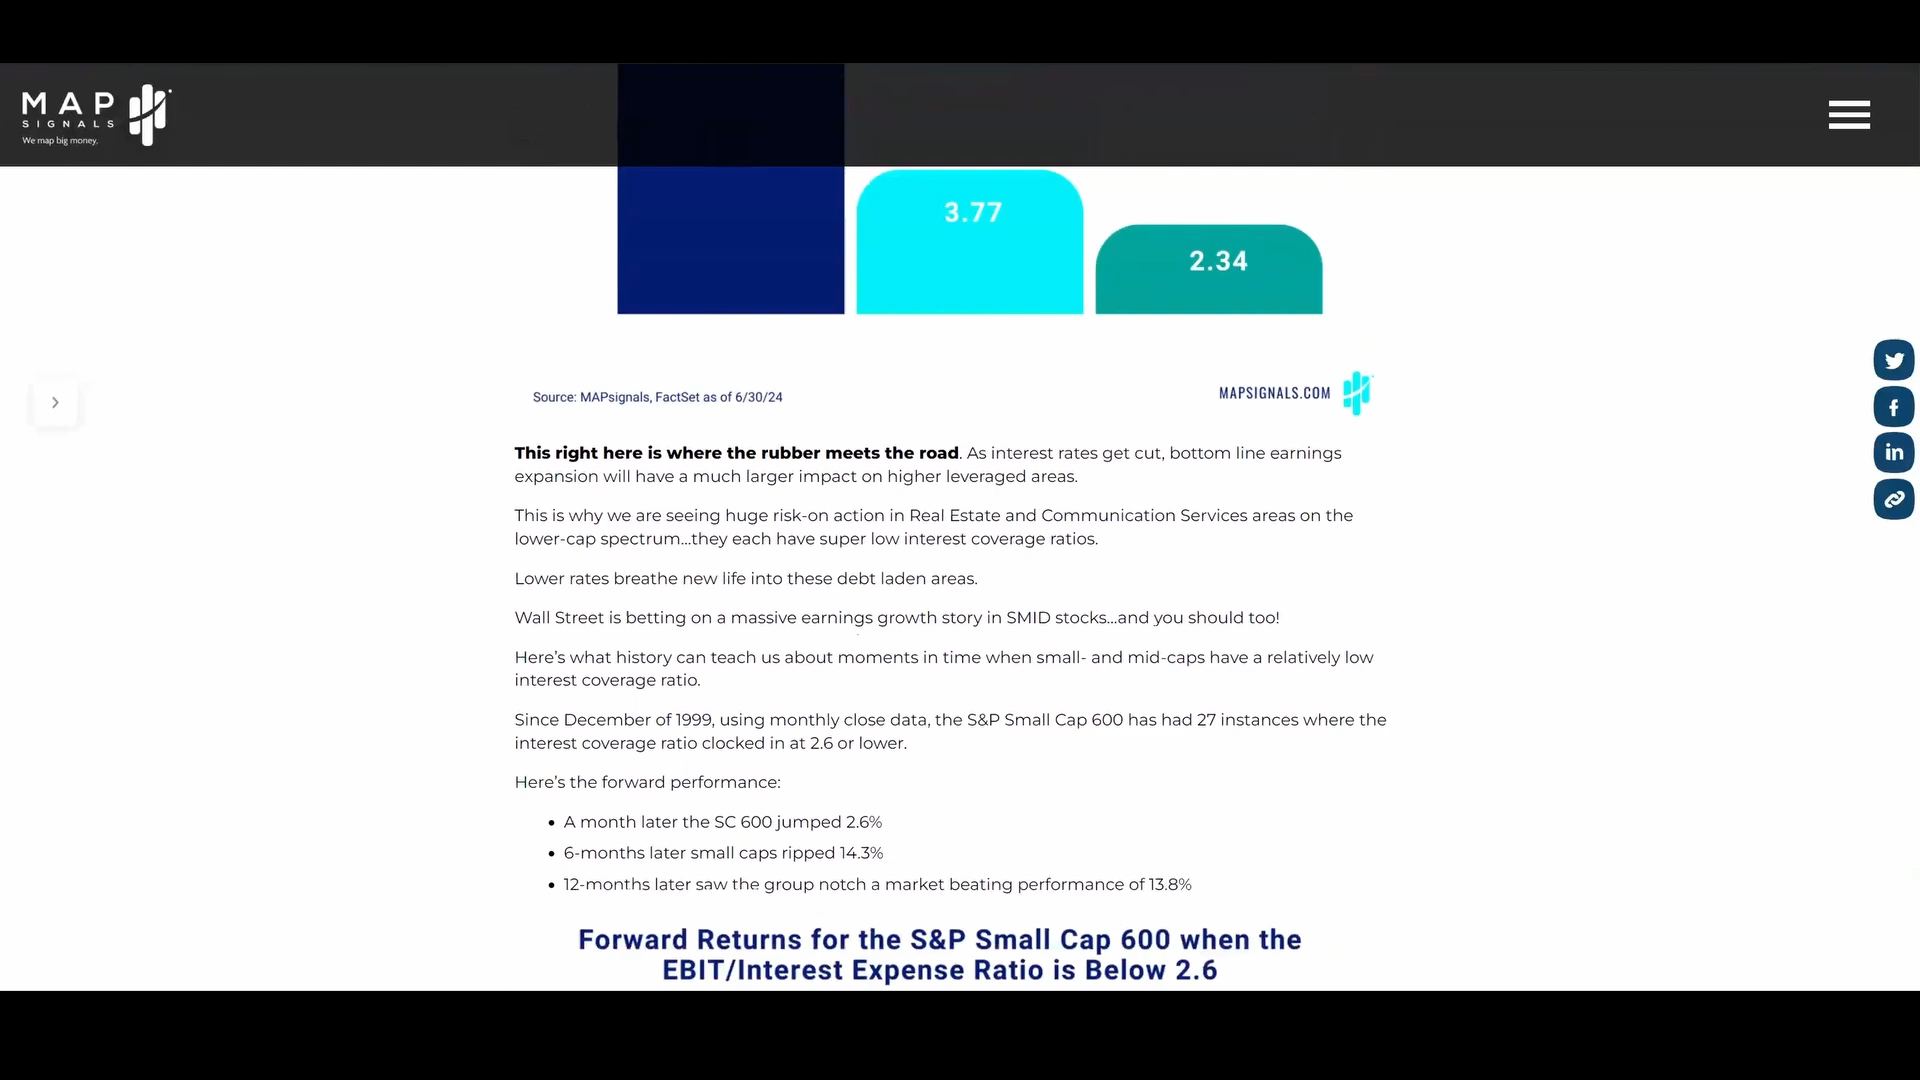 MAP
SIGNALS
We map big money.
3.77
2.34
Source: MAPsignals, FactSet as of 6/30/24
MAPSIGNALS.COM
This right here is where the rubber meets the road. As interest rates get cut, bottom line earnings
expansion will have a much larger impact on higher leveraged areas.
This is why we are seeing huge risk-on action in Real Estate and Communication Services areas on the
lower-cap spectrum…they each have super low interest coverage ratios.
Lower rates breathe new life into these debt laden areas.
Wall Street is betting on a massive earnings growth story in SMID stocks…and you should too!
Here’s what history can teach us about moments in time when small- and mid-caps have a relatively low
interest coverage ratio.
Since December of 1999, using monthly close data, the S&P Small Cap 600 has had 27 instances where the
interest coverage ratio clocked in at 2.6 or lower.
Here’s the forward performance:
• A month later the SC 600 jumped 2.6%
• 6-months later small caps ripped 14.3%
• 12-months later saw the group notch a market beating performance of 13.8%
Forward Returns for the S&P Small Cap 600 when the
EBIT/Interest Expense Ratio is Below 2.6